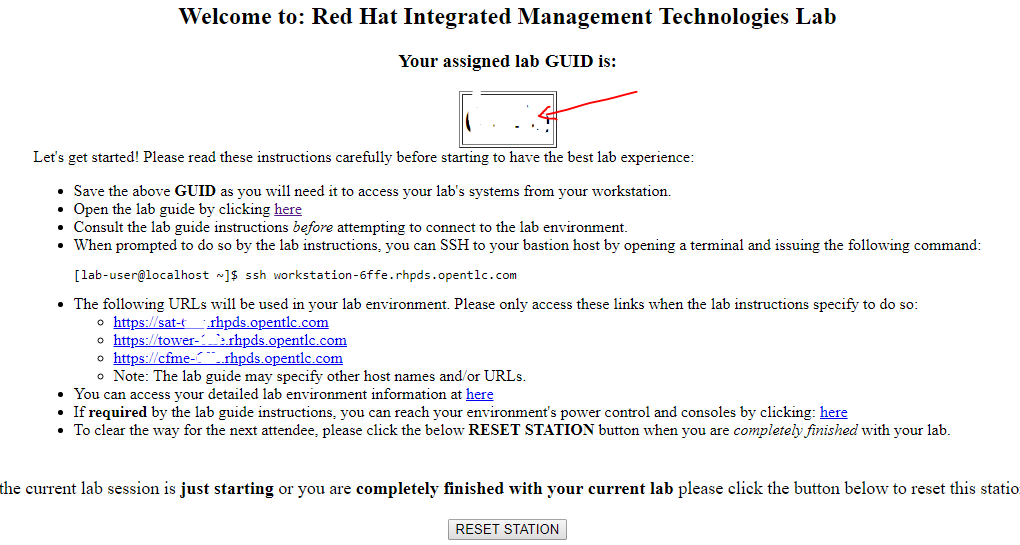 Welcome to: Red Hat Integrated Management Technologies Lab
Your assigned lab GUID is:
Let's get started! Please read these instructions carefully before starting to have the best lab experience:
Save the above GUID as you will need it to access your lab's systems from your workstation.
Open the lab guide by clicking here
Consult the lab guide instructions before attempting to connect to the lab environment.
When prompted to do so by the lab instructions, you can SSH to your bastion host by opening a terminal and issuing the following command:
[lab-user@localhost ~]$ ssh workstation-6ffe.rhpds.opentlc.com
The following URLs will be used in your lab environment. Please only access these links when the lab instructions specify to do so:
https://sat- .rhpds.opentlc.com
https://tower- .rhpds.opentlc.com
https://cfme- .rhpds.opentlc.com
Note: The lab guide may specify other host names and/or URLs.
You can access your detailed lab environment information at here
If required by the lab guide instructions, you can reach your environment's power control and consoles by clicking: here
To clear the way for the next attendee, please click the below RESET STATION button when you are completely finished with your lab.
the current lab session is just starting or you are completely finished with your current lab please click the button below to reset this statio
RESET STATION